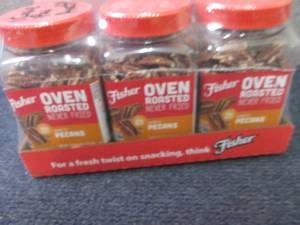 Fisher
OVEN
ROASTED
NEVER FRIED
PECANS
Fisher
OVEN
ROASTED
NEVER FRIED
PECANS
Fisher
OVEN
ROASTED
NEVER FRIED
PECANS
For a fresh twist on snacking, think Fisher